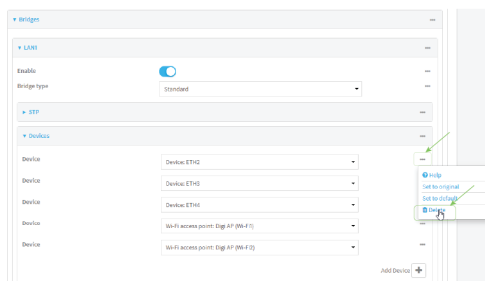 ▾ Bridges
▾ LAN1
Enable
Bridge type Standard
▸ STP
▾ Devices
Device Device: ETH2
Device Device: ETH3
Device Device: ETH4
Device Wi-Fi access point: Digi AP (Wi-Fi1)
Device Wi-Fi access point: Digi AP (Wi-Fi2)
Help
Set to original
Set to default
Delete
Add Device